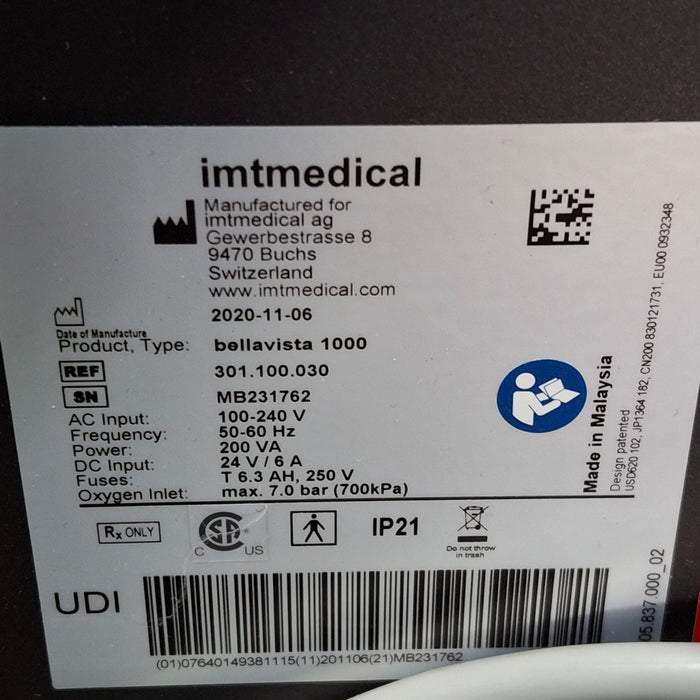 imtmedical
Manufactured for
imtmedical ag
Gewerbestrasse 8
9470 Buchs
Switzerland
www.imtmedical.com
2020-11-06
Date of Manufacture
Product, Type: bellavista 1000
REF 301.100.030
SN MB231762
AC Input: 100-240 V
Frequency: 50-60 Hz
Power: 200 VA
DC Input: 24 V / 6 A
Fuses: T 6.3 AH, 250 V
Oxygen Inlet: max. 7.0 bar (700kPa)
Made in Malaysia
Design patented
USD620 102, JP1364 182, CN200 830121731, EU00 0932348
Rx ONLY
C US
IP21
Do not throw
in trash
UDI
(01)07640149381115(11)201106(21)MB231762
05.837.000_02